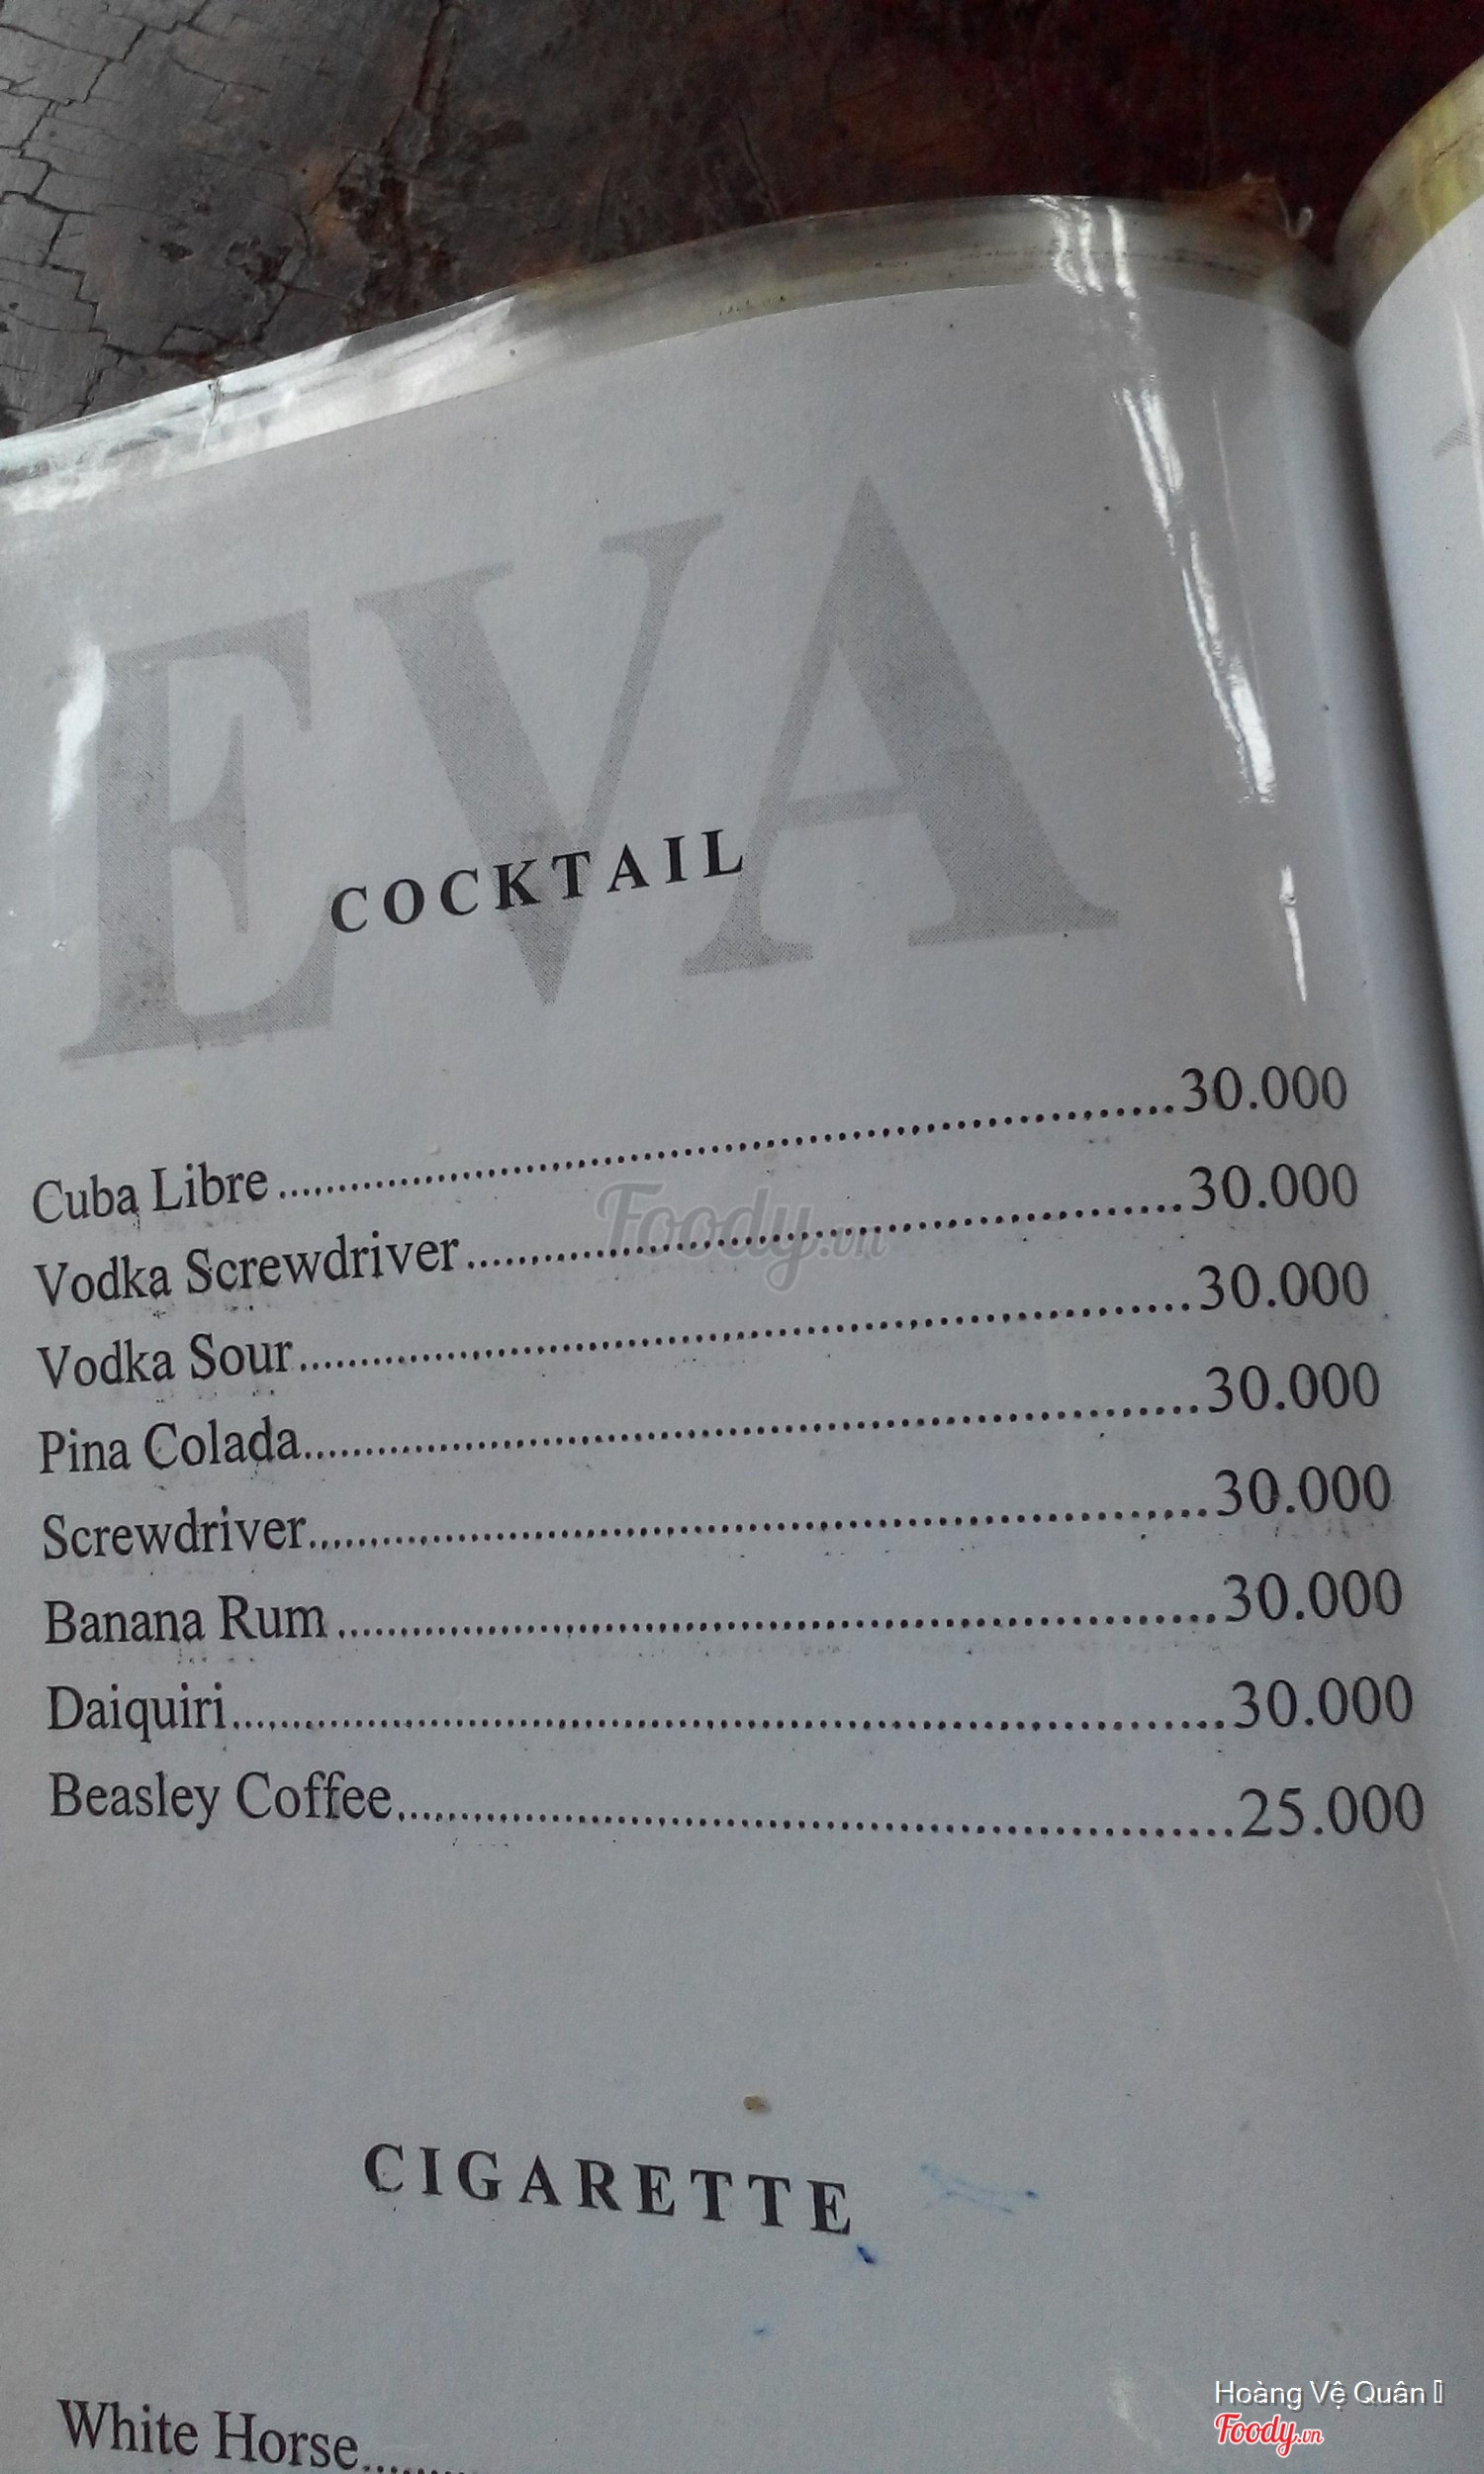 EVA
COCKTAIL
Cuba Libre..............................30.000
Vodka Screwdriver..............................30.000
Vodka Sour..............................30.000
Pina Colada..............................30.000
Screwdriver..............................30.000
Banana Rum..............................30.000
Daiquiri..............................30.000
Beasley Coffee..............................25.000
Foody.vn
CIGARETTE
White Horse.........
Hoàng Vệ Quân
Foody.vn